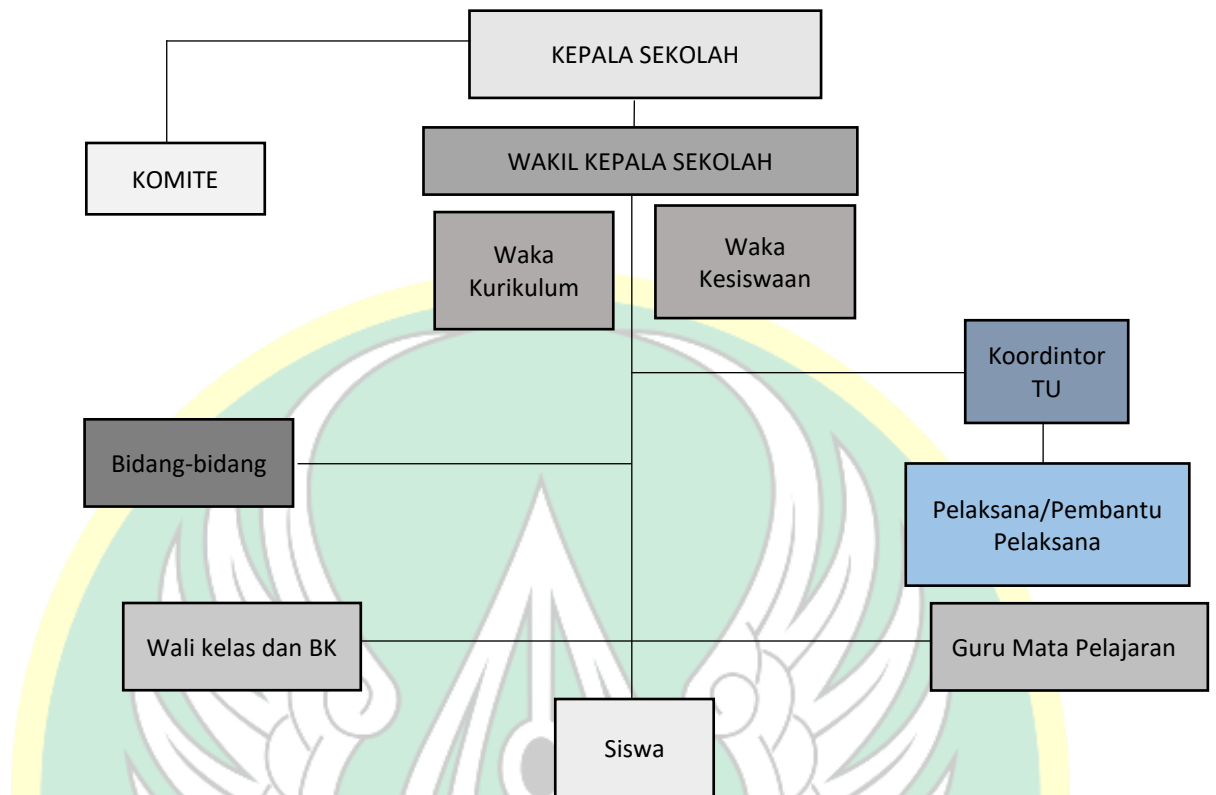 KEPALA SEKOLAH
KOMITE
WAKIL KEPALA SEKOLAH
Waka
Kurikulum
Waka
Kesiswaan
Koordintor
TU
Bidang-bidang
Pelaksana/Pembantu
Pelaksana
Wali kelas dan BK
Guru Mata Pelajaran
Siswa